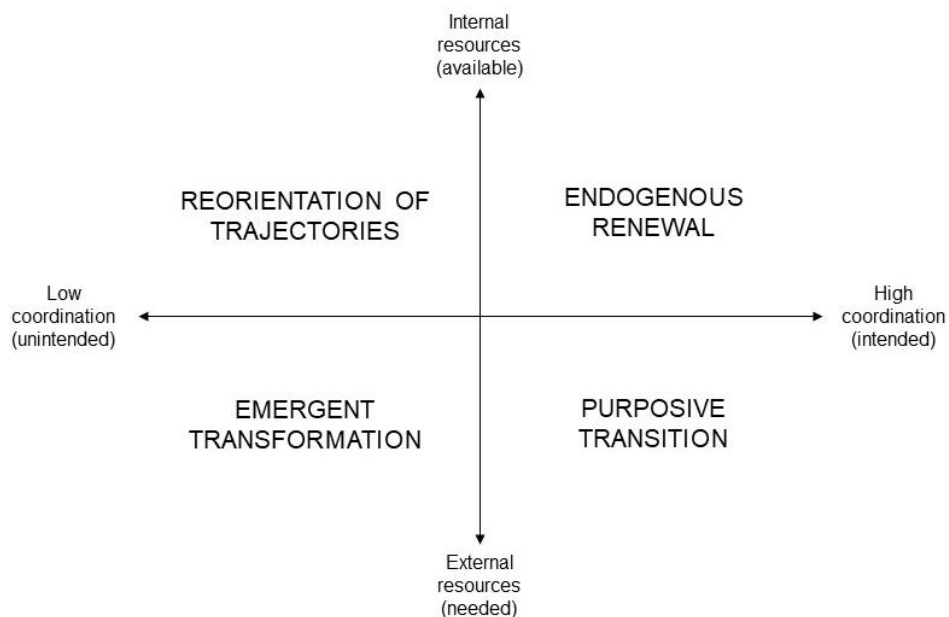 Internal
resources
(available)
REORIENTATION OF
TRAJECTORIES
ENDOGENOUS
RENEWAL
Low
coordination
(unintended)
High
coordination
(intended)
EMERGENT
TRANSFORMATION
PURPOSIVE
TRANSITION
External
resources
(needed)